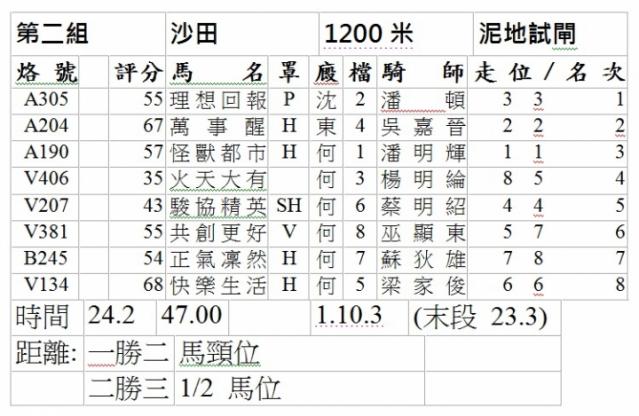 第二組 沙田 1200 米 泥地試閘
烙號 評分 馬名 罩 廄 檔 騎師 走位/名次
A305 55 理想回報 P 沈 2 潘頓 3 3 1
A204 67 萬事醒 H 東 4 吳嘉晉 2 2 2
A190 57 怪獸都市 H 何 1 潘明輝 1 1 3
V406 35 火天大有 何 3 楊明綸 8 5 4
V207 43 駿協精英 SH 何 6 蔡明紹 4 4 5
V381 55 共創更好 V 何 8 巫顯東 5 7 6
B245 54 正氣凜然 H 何 7 蘇狄雄 7 8 7
V134 68 快樂生活 H 何 5 梁家俊 6 6 8
時間 24.2 47.00 1.10.3 (末段 23.3)
距離: 一勝二 馬頸位
二勝三 1/2 馬位